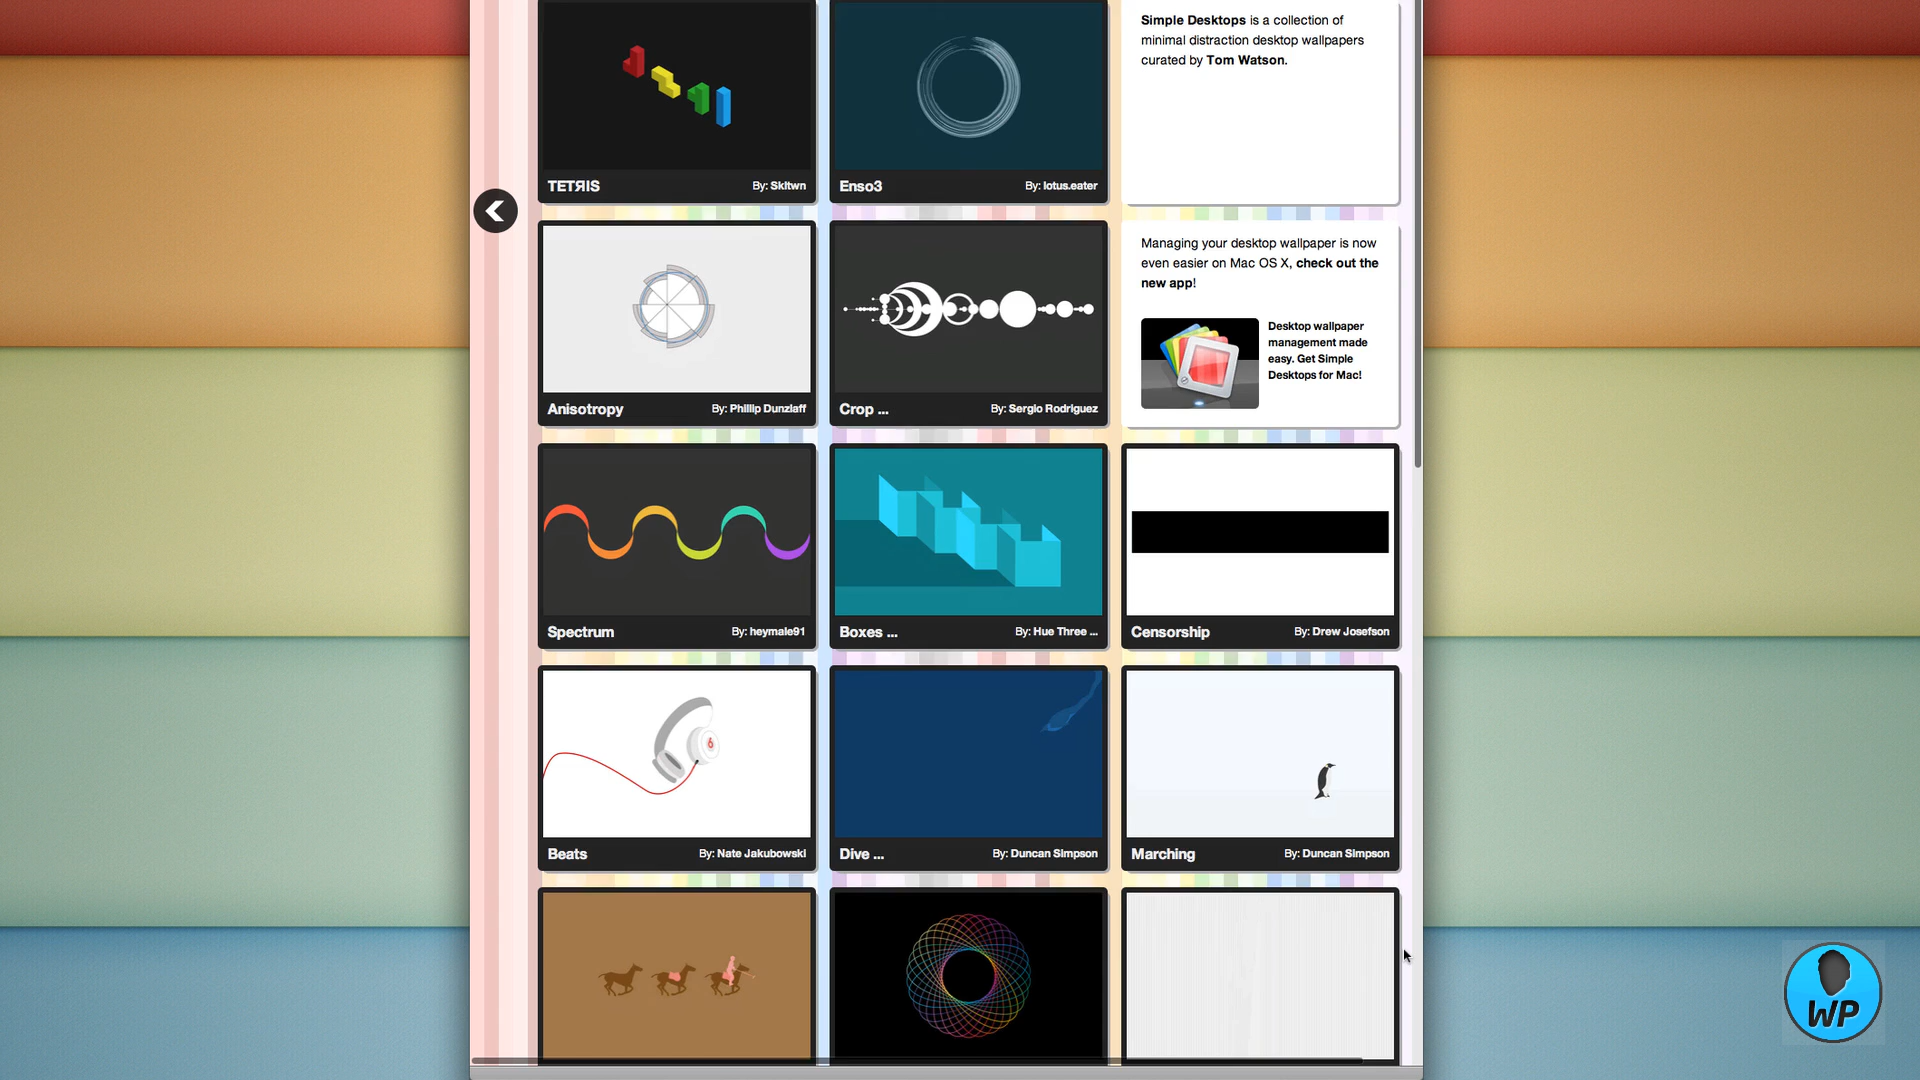 Simple Desktops is a collection of
minimal distraction desktop wallpapers
curated by Tom Watson.
TETЯIS By: Skitwn
Enso3 By: lotus.eater
Managing your desktop wallpaper is now
even easier on Mac OS X, check out the
new app!
Desktop wallpaper
management made
easy. Get Simple
Desktops for Mac!
Anisotropy By: Phillip Dunzlaff
Crop ... By: Sergio Rodriguez
Spectrum By: heymale91
Boxes ... By: Hue Three ...
Censorship By: Drew Josefson
Beats By: Nate Jakubowski
Dive ... By: Duncan Simpson
Marching By: Duncan Simpson
WP